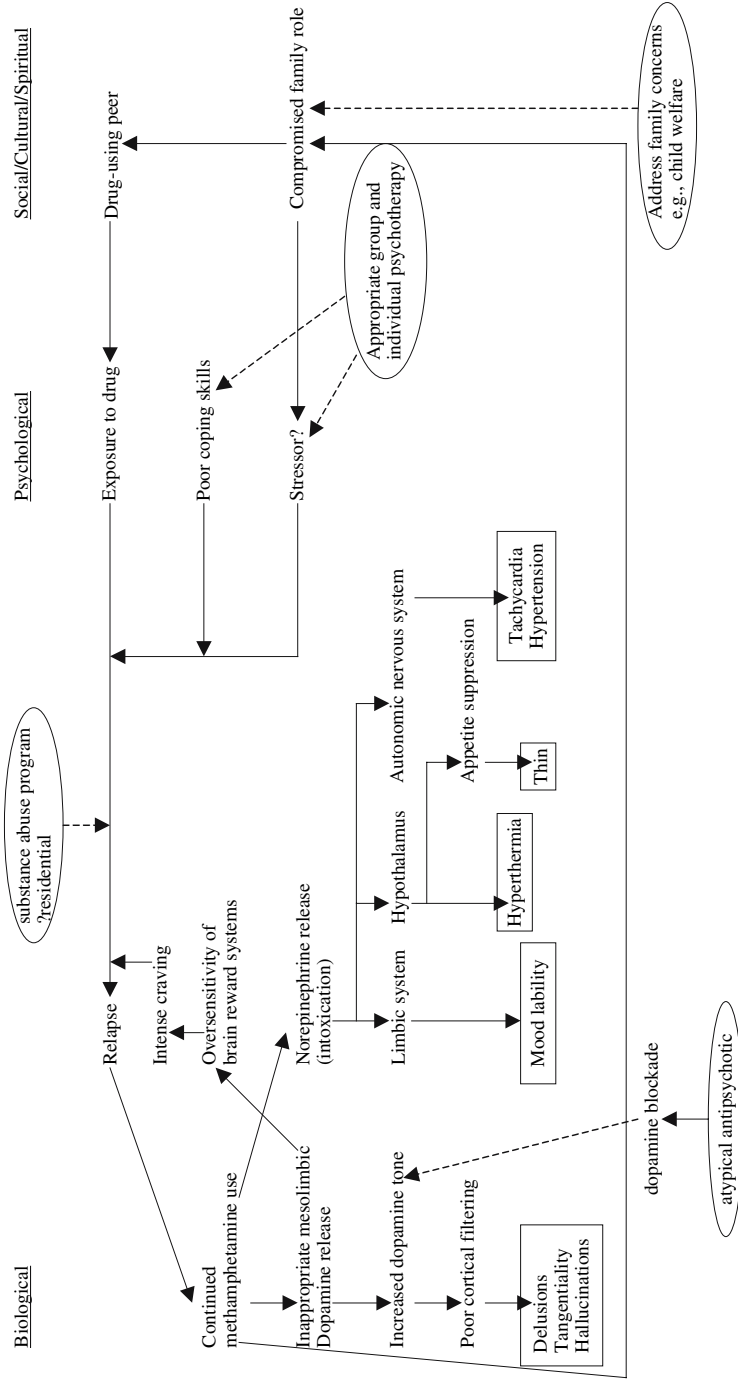 Biological
Psychological
Social/Cultural/Spiritual
substance abuse program
?residential
Relapse
Exposure to drug
Drug-using peer
Intense craving
Continued
methamphetamine use
Oversensitivity of
brain reward systems
Poor coping skills
Inappropriate mesolimbic
Dopamine release
Norepinephrine release
(intoxication)
Stressor?
Compromised family role
Appropriate group and
individual psychotherapy
Increased dopamine tone
Limbic system
Hypothalamus
Autonomic nervous system
Poor cortical filtering
Appetite suppression
Delusions
Tangentiality
Hallucinations
Mood lability
Hyperthermia
Thin
Tachycardia
Hypertension
dopamine blockade
Address family concerns
e.g., child welfare
atypical antipsychotic